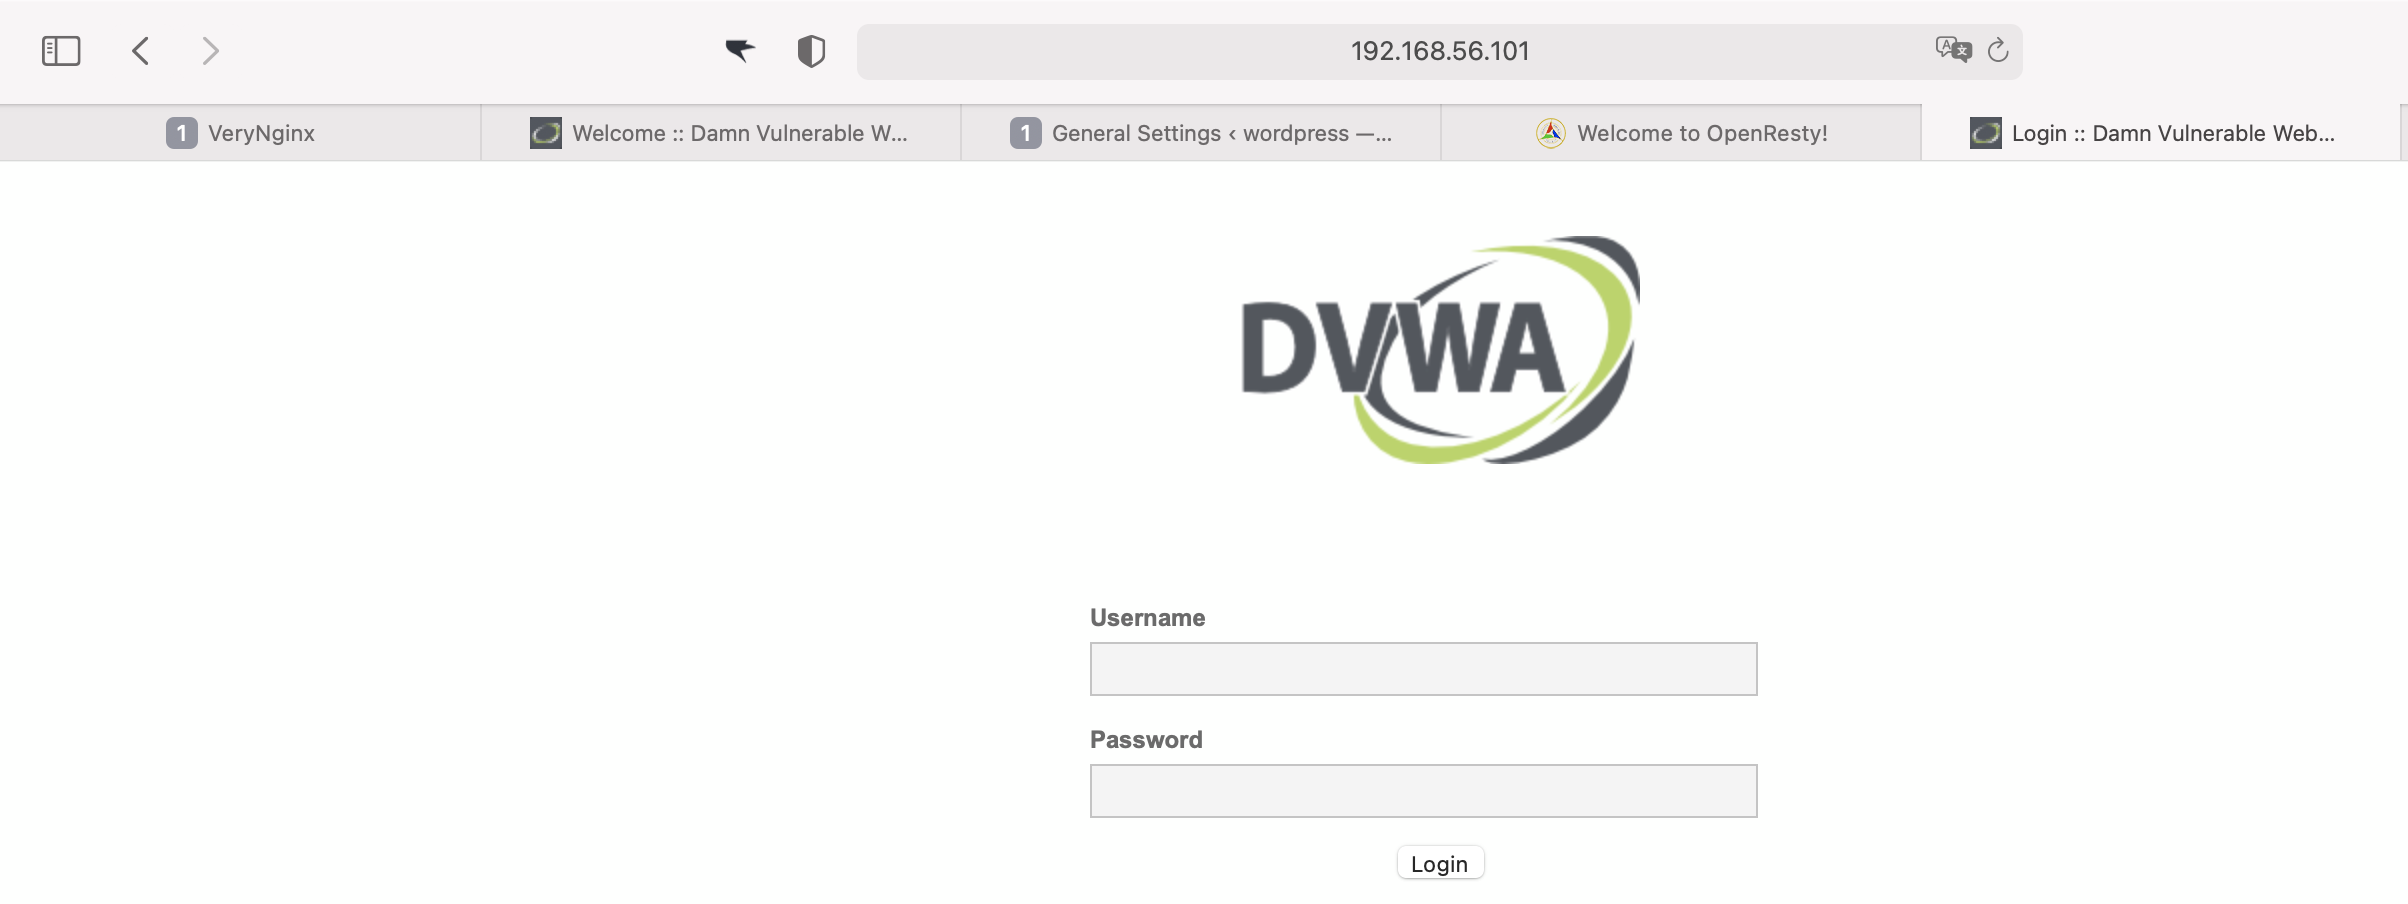 192.168.56.101
1 VeryNginx
Welcome :: Damn Vulnerable W...
1 General Settings ‹ wordpress —...
Welcome to OpenResty!
Login :: Damn Vulnerable Web...
DVWA
Username
Password
Login